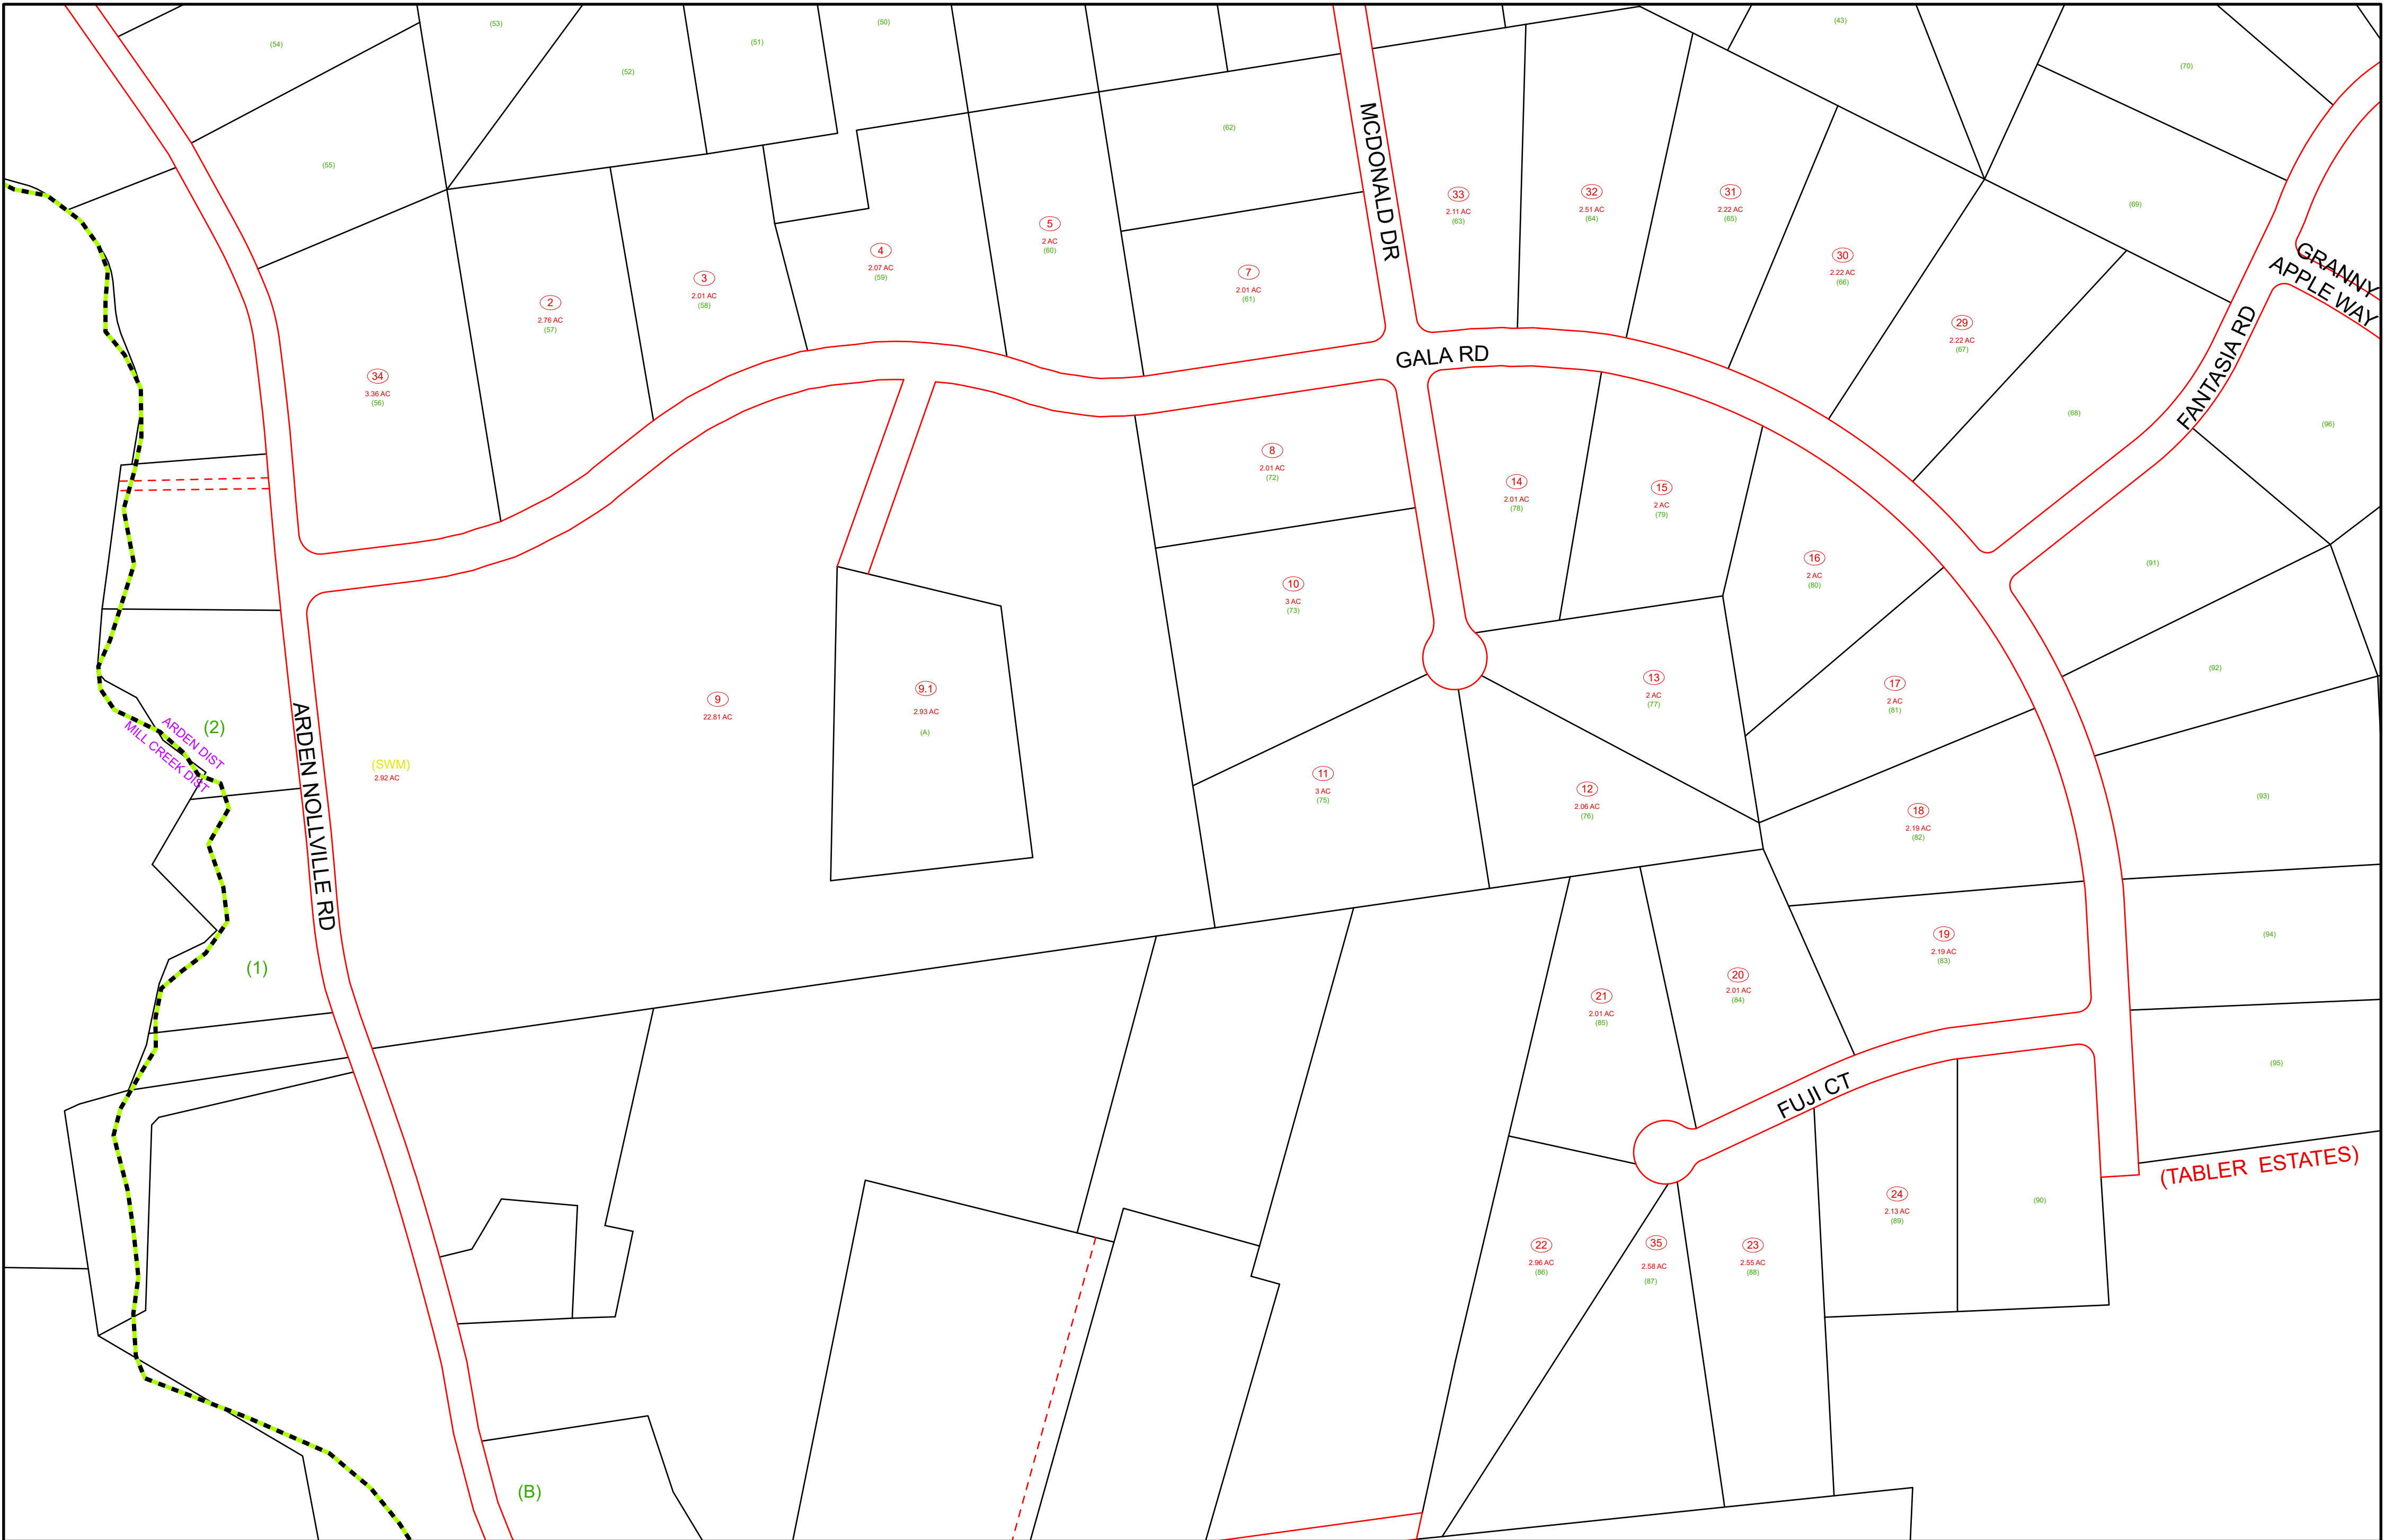 (54)
(53)
(52)
(51)
(50)
(43)
(70)
(55)
(62)
MCDONALD DR
33
2.11 AC
(63)
32
2.51 AC
(64)
31
2.22 AC
(65)
(69)
5
2 AC
(60)
4
2.07 AC
(59)
3
2.01 AC
(58)
2
2.76 AC
(57)
7
2.01 AC
(61)
30
2.22 AC
(66)
29
2.22 AC
(67)
GRANNY
APPLE WAY
FANTASIA RD
GALA RD
34
3.36 AC
(56)
(68)
(96)
8
2.01 AC
(72)
14
2.01 AC
(78)
15
2 AC
(79)
16
2 AC
(80)
(91)
10
3 AC
(73)
13
2 AC
(77)
17
2 AC
(81)
(92)
9
22.81 AC
9.1
2.93 AC
(A)
(2)
ARDEN DIST
MILL CREEK DIST
ARDEN NOLLVILLE RD
(SWM)
2.92 AC
11
3 AC
(75)
12
2.06 AC
(76)
18
2.19 AC
(82)
(93)
(1)
19
2.19 AC
(83)
(94)
20
2.01 AC
(84)
21
2.01 AC
(85)
(95)
FUJI CT
(TABLER ESTATES)
24
2.13 AC
(89)
(90)
22
2.96 AC
(86)
35
2.58 AC
(87)
23
2.55 AC
(88)
(B)